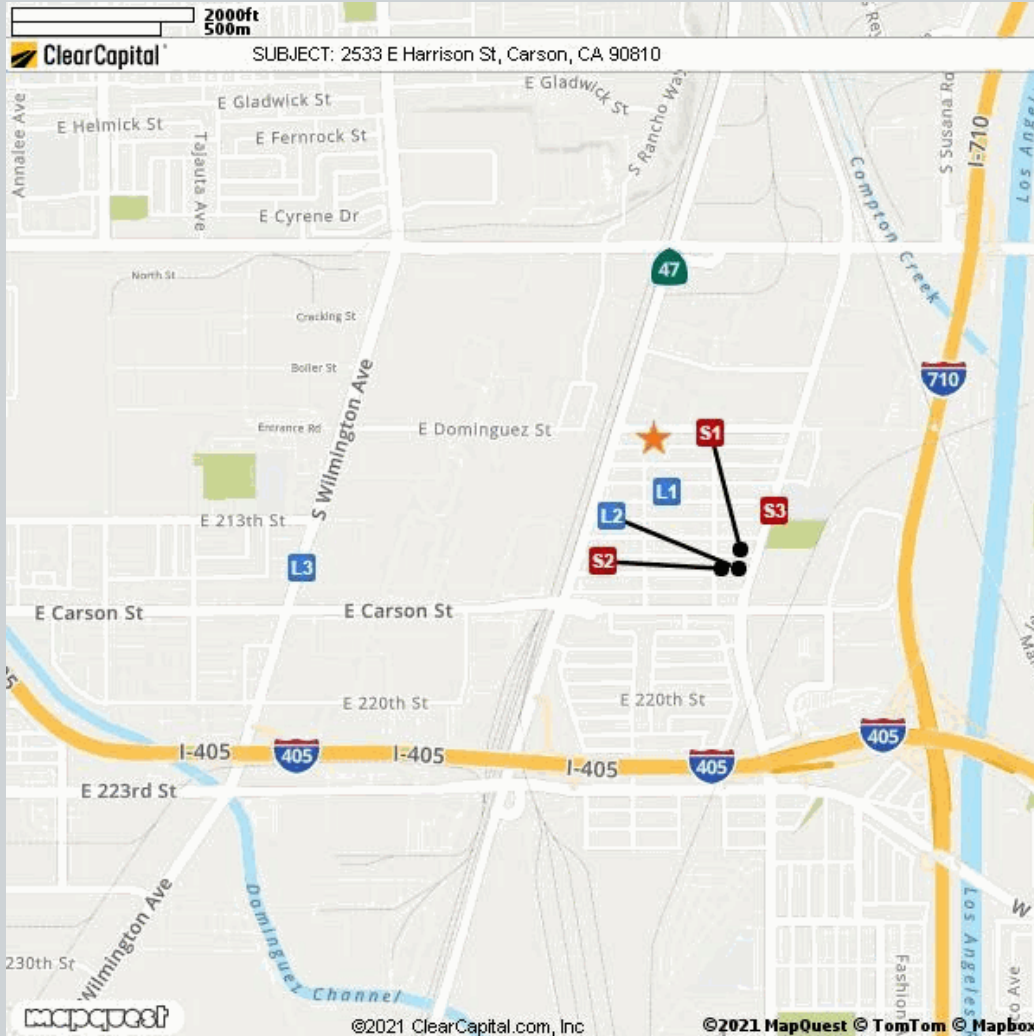 2000ft
500m
ClearCapital
SUBJECT: 2533 E Harrison St, Carson, CA 90810
Annalee Ave
E Helmick St
Tajauta Ave
E Gladwick St
E Fernrock St
E Cyrene Dr
E Gladwick St
S Rancho Way
S Susana Rd
I-710
Los Angel
Compton Creek
North St
47
Cracking St
Boiler St
710
Entrance Rd
S Wilmington Ave
E Dominguez St
S1
L1
L2
S3
E 213th St
S2
L3
E Carson St
E Carson St
E 220th St
E 220th St
I-405
405
I-405
I-405
405
405
E 223rd St
Dominguez Channel
Wilmington Ave
230th St
Fashion
Los Angeles
W
co Ave
mapquest
©2021 ClearCapital.com, Inc
©2021 MapQuest © TomTom © Mapbox